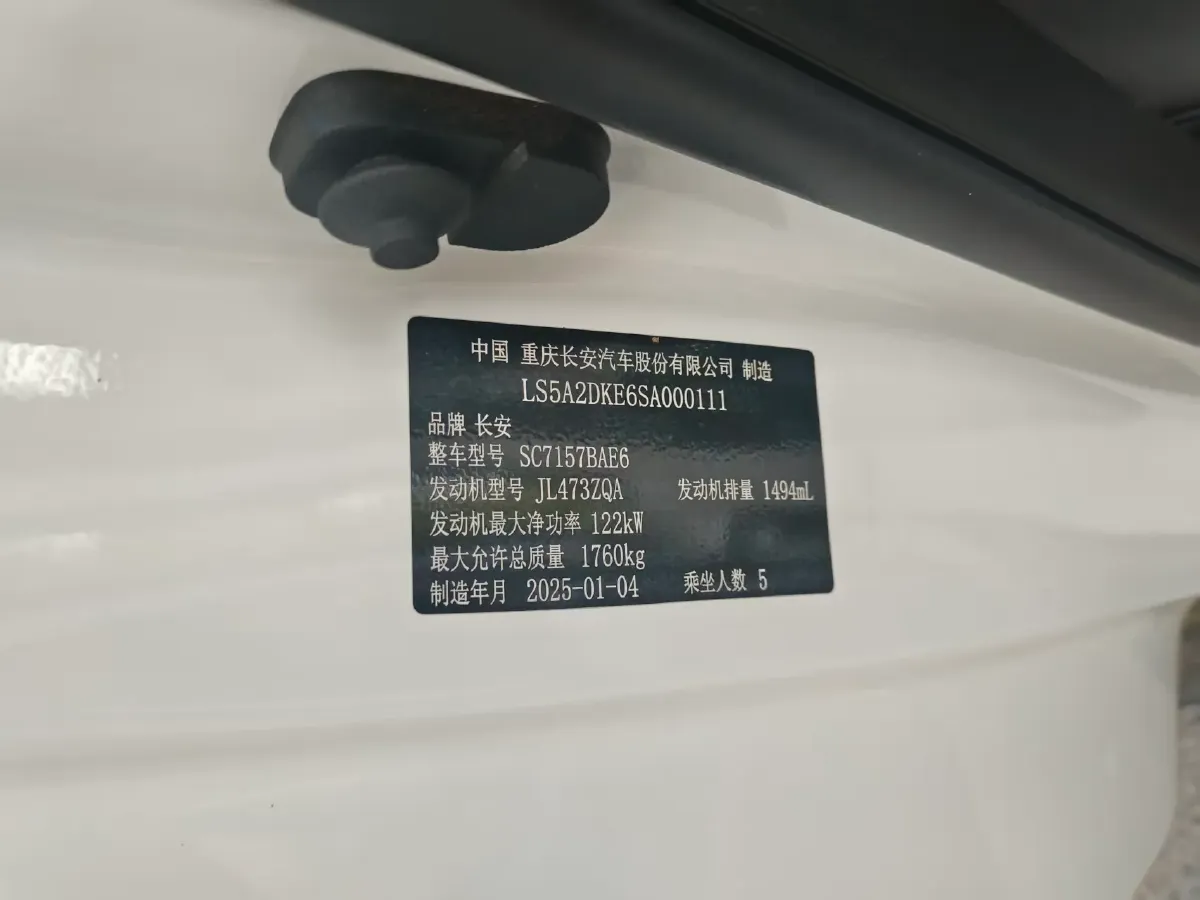 中国 重庆长安汽车股份有限公司 制造
LS5A2DKE6SA000111
品牌 长安
整车型号 SC7157BAE6
发动机型号 JL473ZQA 发动机排量 1494mL
发动机最大净功率 122kW
最大允许总质量 1760kg
制造年月 2025-01-04 乘坐人数 5